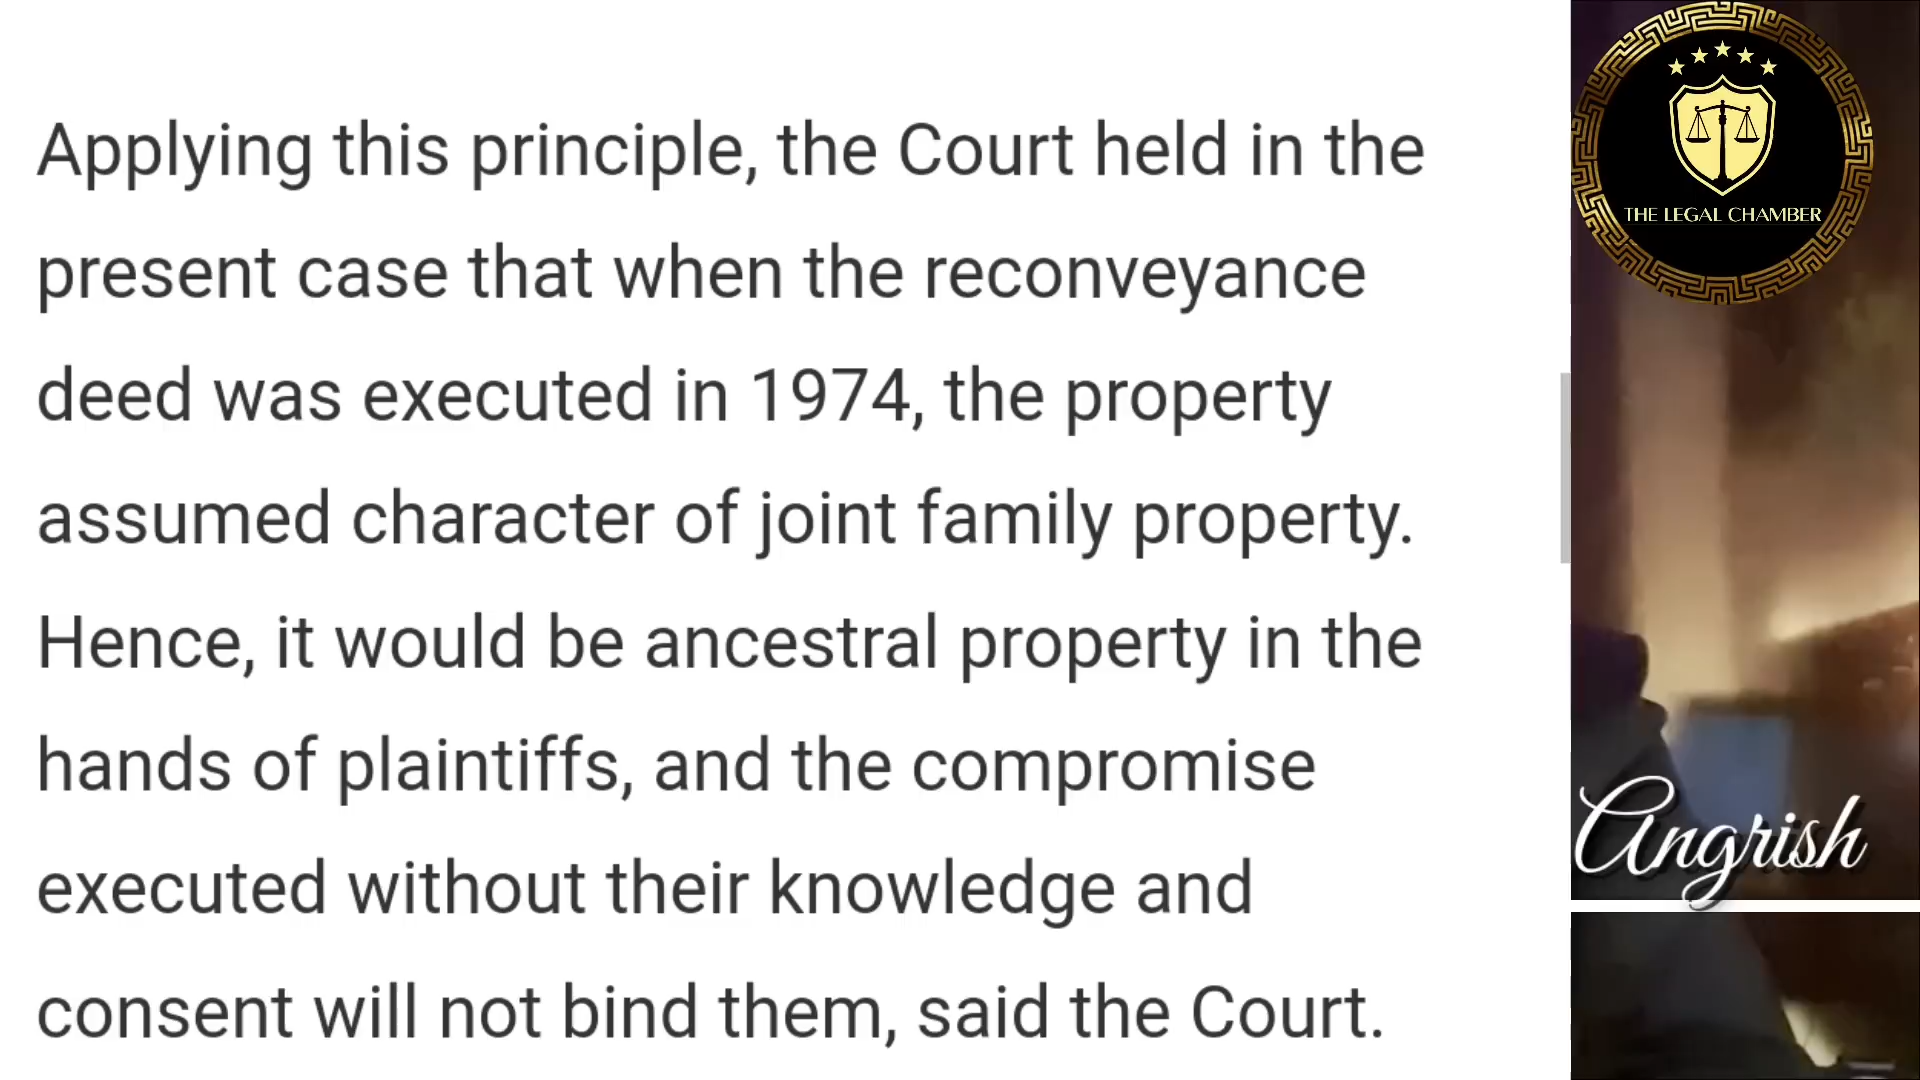 Applying this principle, the Court held in the
present case that when the reconveyance
deed was executed in 1974, the property
assumed character of joint family property.
Hence, it would be ancestral property in the
hands of plaintiffs, and the compromise
executed without their knowledge and
consent will not bind them, said the Court.
THE LEGAL CHAMBER
Angrish